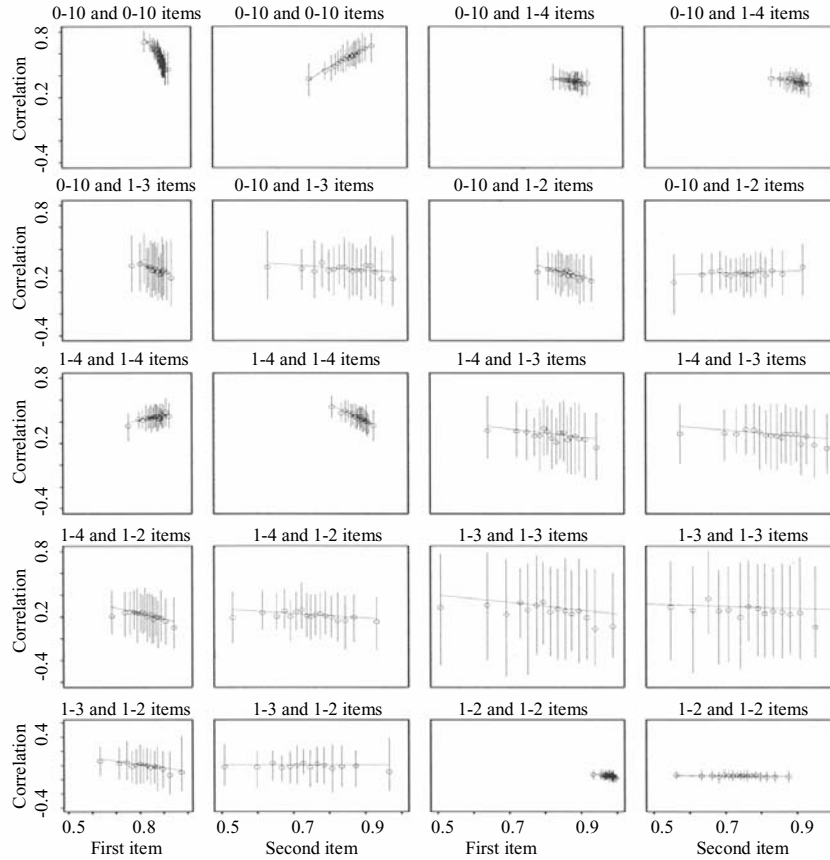 0-10 and 0-10 items 0-10 and 0-10 items 0-10 and 1-4 items 0-10 and 1-4 items
Correlation
0.8
0.2
-0.4
0-10 and 1-3 items 0-10 and 1-3 items 0-10 and 1-2 items 0-10 and 1-2 items
Correlation
0.8
0.2
-0.4
1-4 and 1-4 items 1-4 and 1-4 items 1-4 and 1-3 items 1-4 and 1-3 items
Correlation
0.8
0.2
-0.4
1-4 and 1-2 items 1-4 and 1-2 items 1-3 and 1-3 items 1-3 and 1-3 items
Correlation
0.8
0.2
-0.4
1-3 and 1-2 items 1-3 and 1-2 items 1-2 and 1-2 items 1-2 and 1-2 items
Correlation
0.4
-0.4
0.5 0.8 0.5 0.7 0.9 0.5 0.7 0.9 0.5 0.7 0.9
First item Second item First item Second item